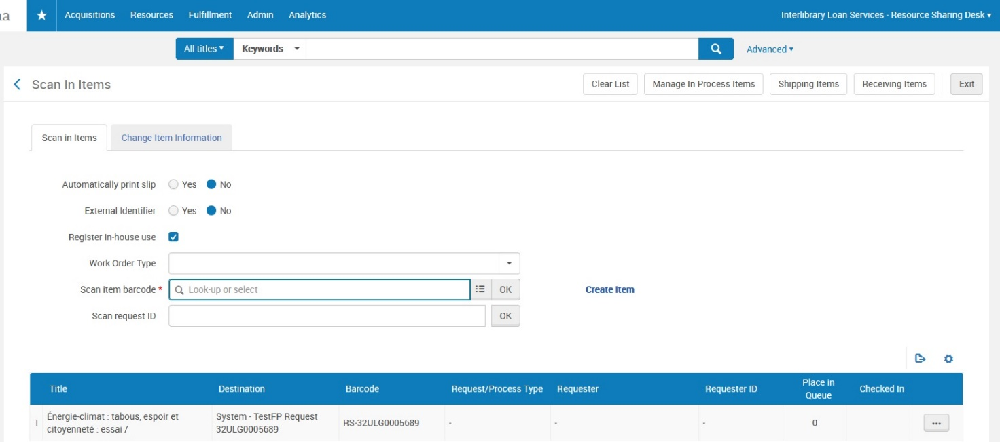 Acquisitions Resources Fulfillment Admin Analytics Interlibrary Loan Services - Resource Sharing Desk
All titles Keywords Advanced
Scan In Items Clear List Manage In Process Items Shipping Items Receiving Items Exit
Scan in Items Change Item Information
Automatically print slip Yes No
External Identifier Yes No
Register in-house use
Work Order Type
Scan item barcode * Look-up or select OK Create Item
Scan request ID OK
Title Destination Barcode Request/Process Type Requester Requester ID Place in Queue Checked In
1 Énergie-climat : tabous, espoir et citoyenneté : essai / System - TestFP Request 32ULG0005689 RS-32ULG0005689 - - - 0